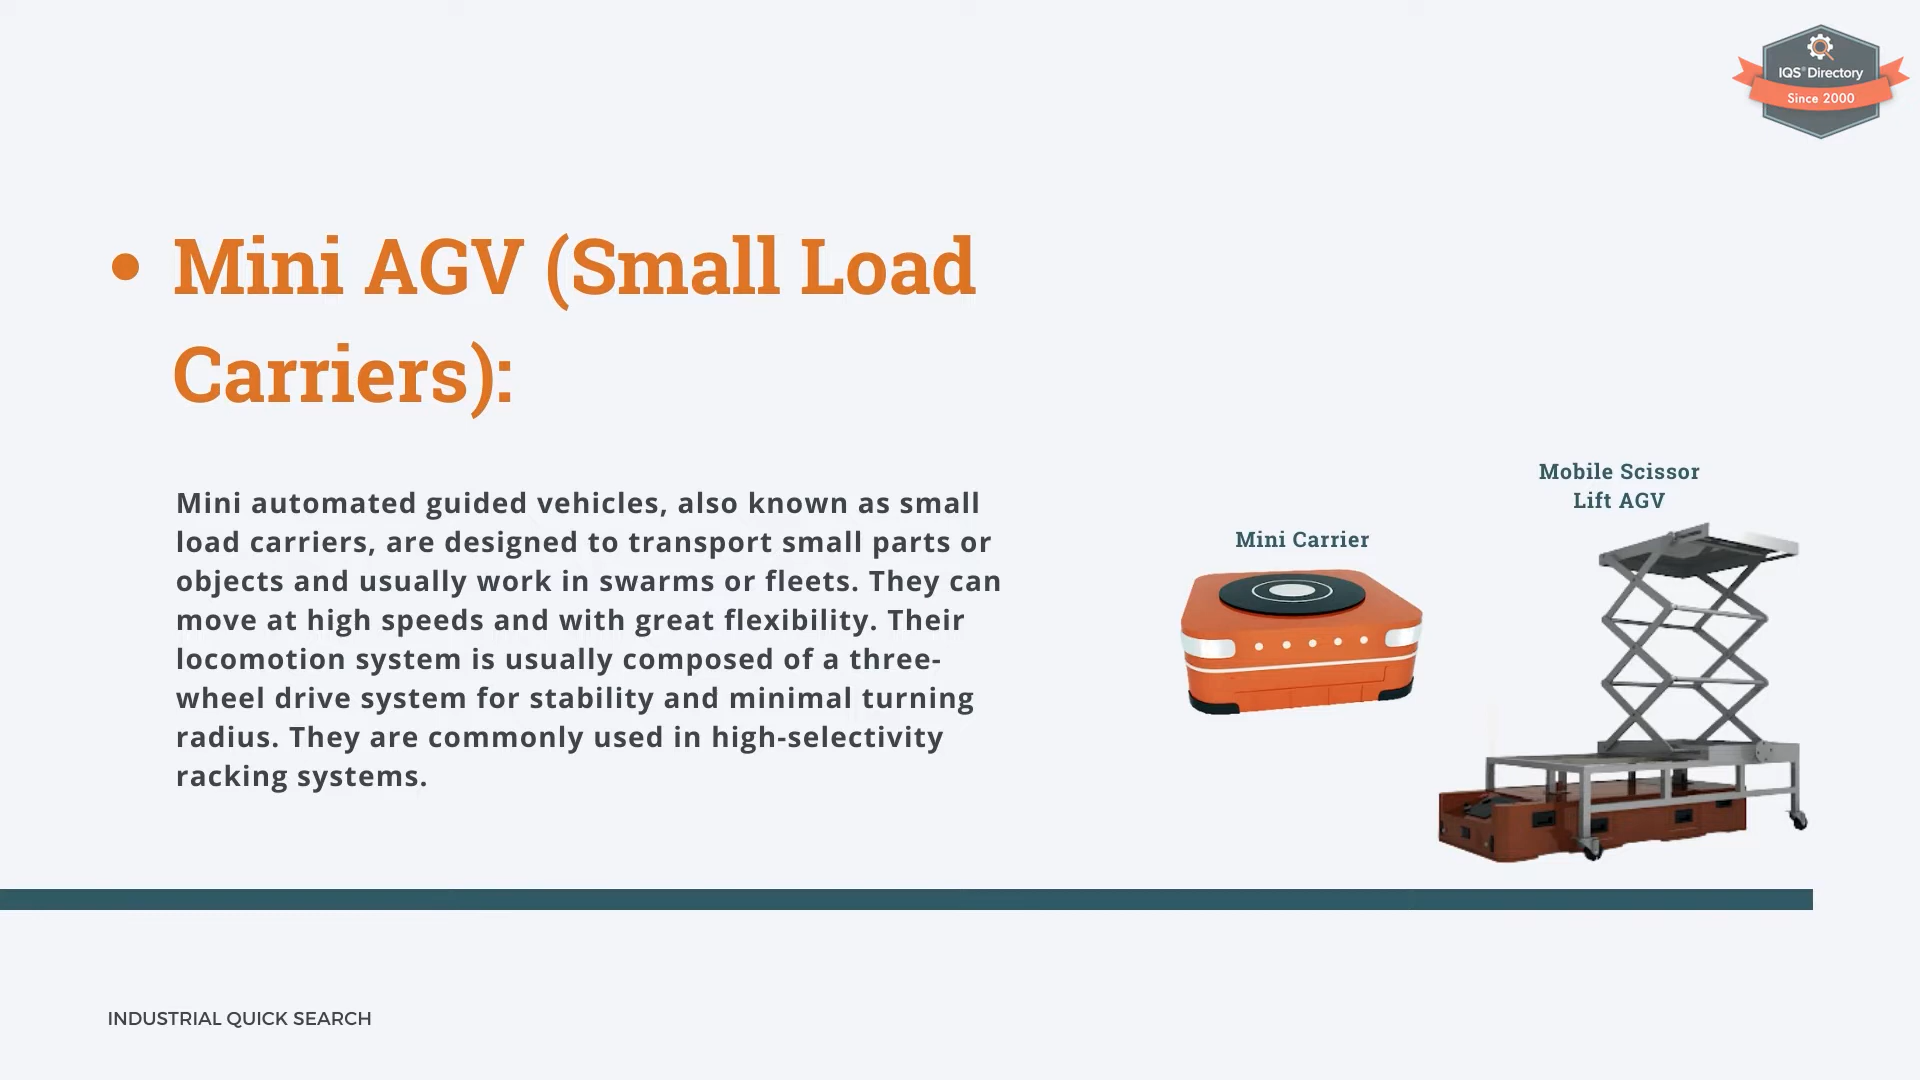 IQS® Directory
Since 2000
• Mini AGV (Small Load
Carriers):
Mini automated guided vehicles, also known as small
load carriers, are designed to transport small parts or
objects and usually work in swarms or fleets. They can
move at high speeds and with great flexibility. Their
locomotion system is usually composed of a three-
wheel drive system for stability and minimal turning
radius. They are commonly used in high-selectivity
racking systems.
Mini Carrier
Mobile Scissor
Lift AGV
INDUSTRIAL QUICK SEARCH